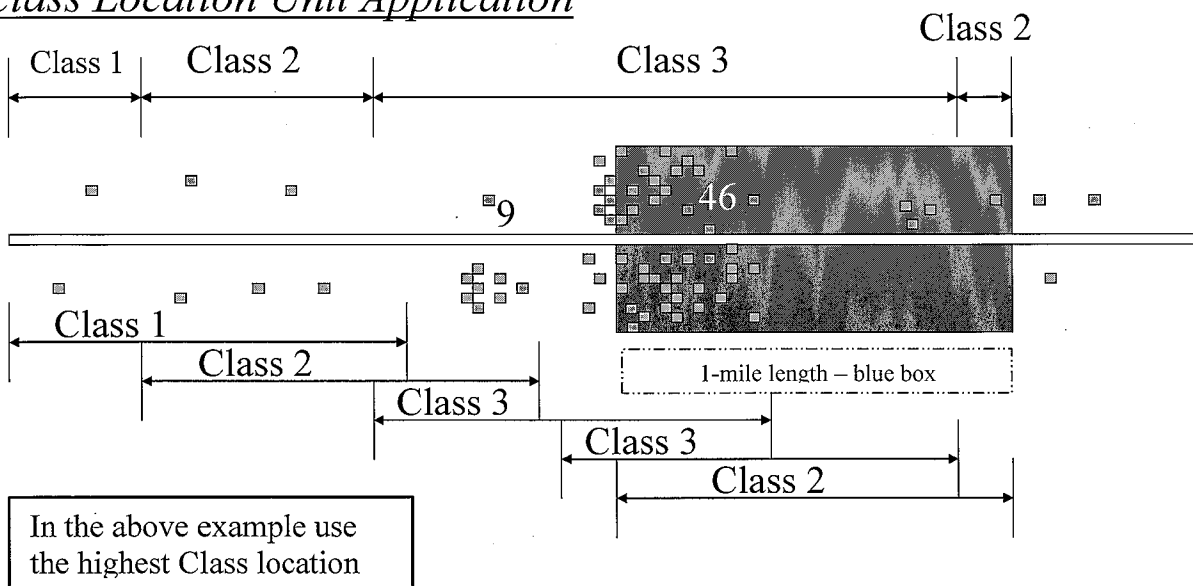 Class Location Unit Application
Class 1
Class 2
Class 3
Class 2
46
9
Class 1
Class 2
1-mile length – blue box
Class 3
Class 3
Class 2
In the above example use
the highest Class location